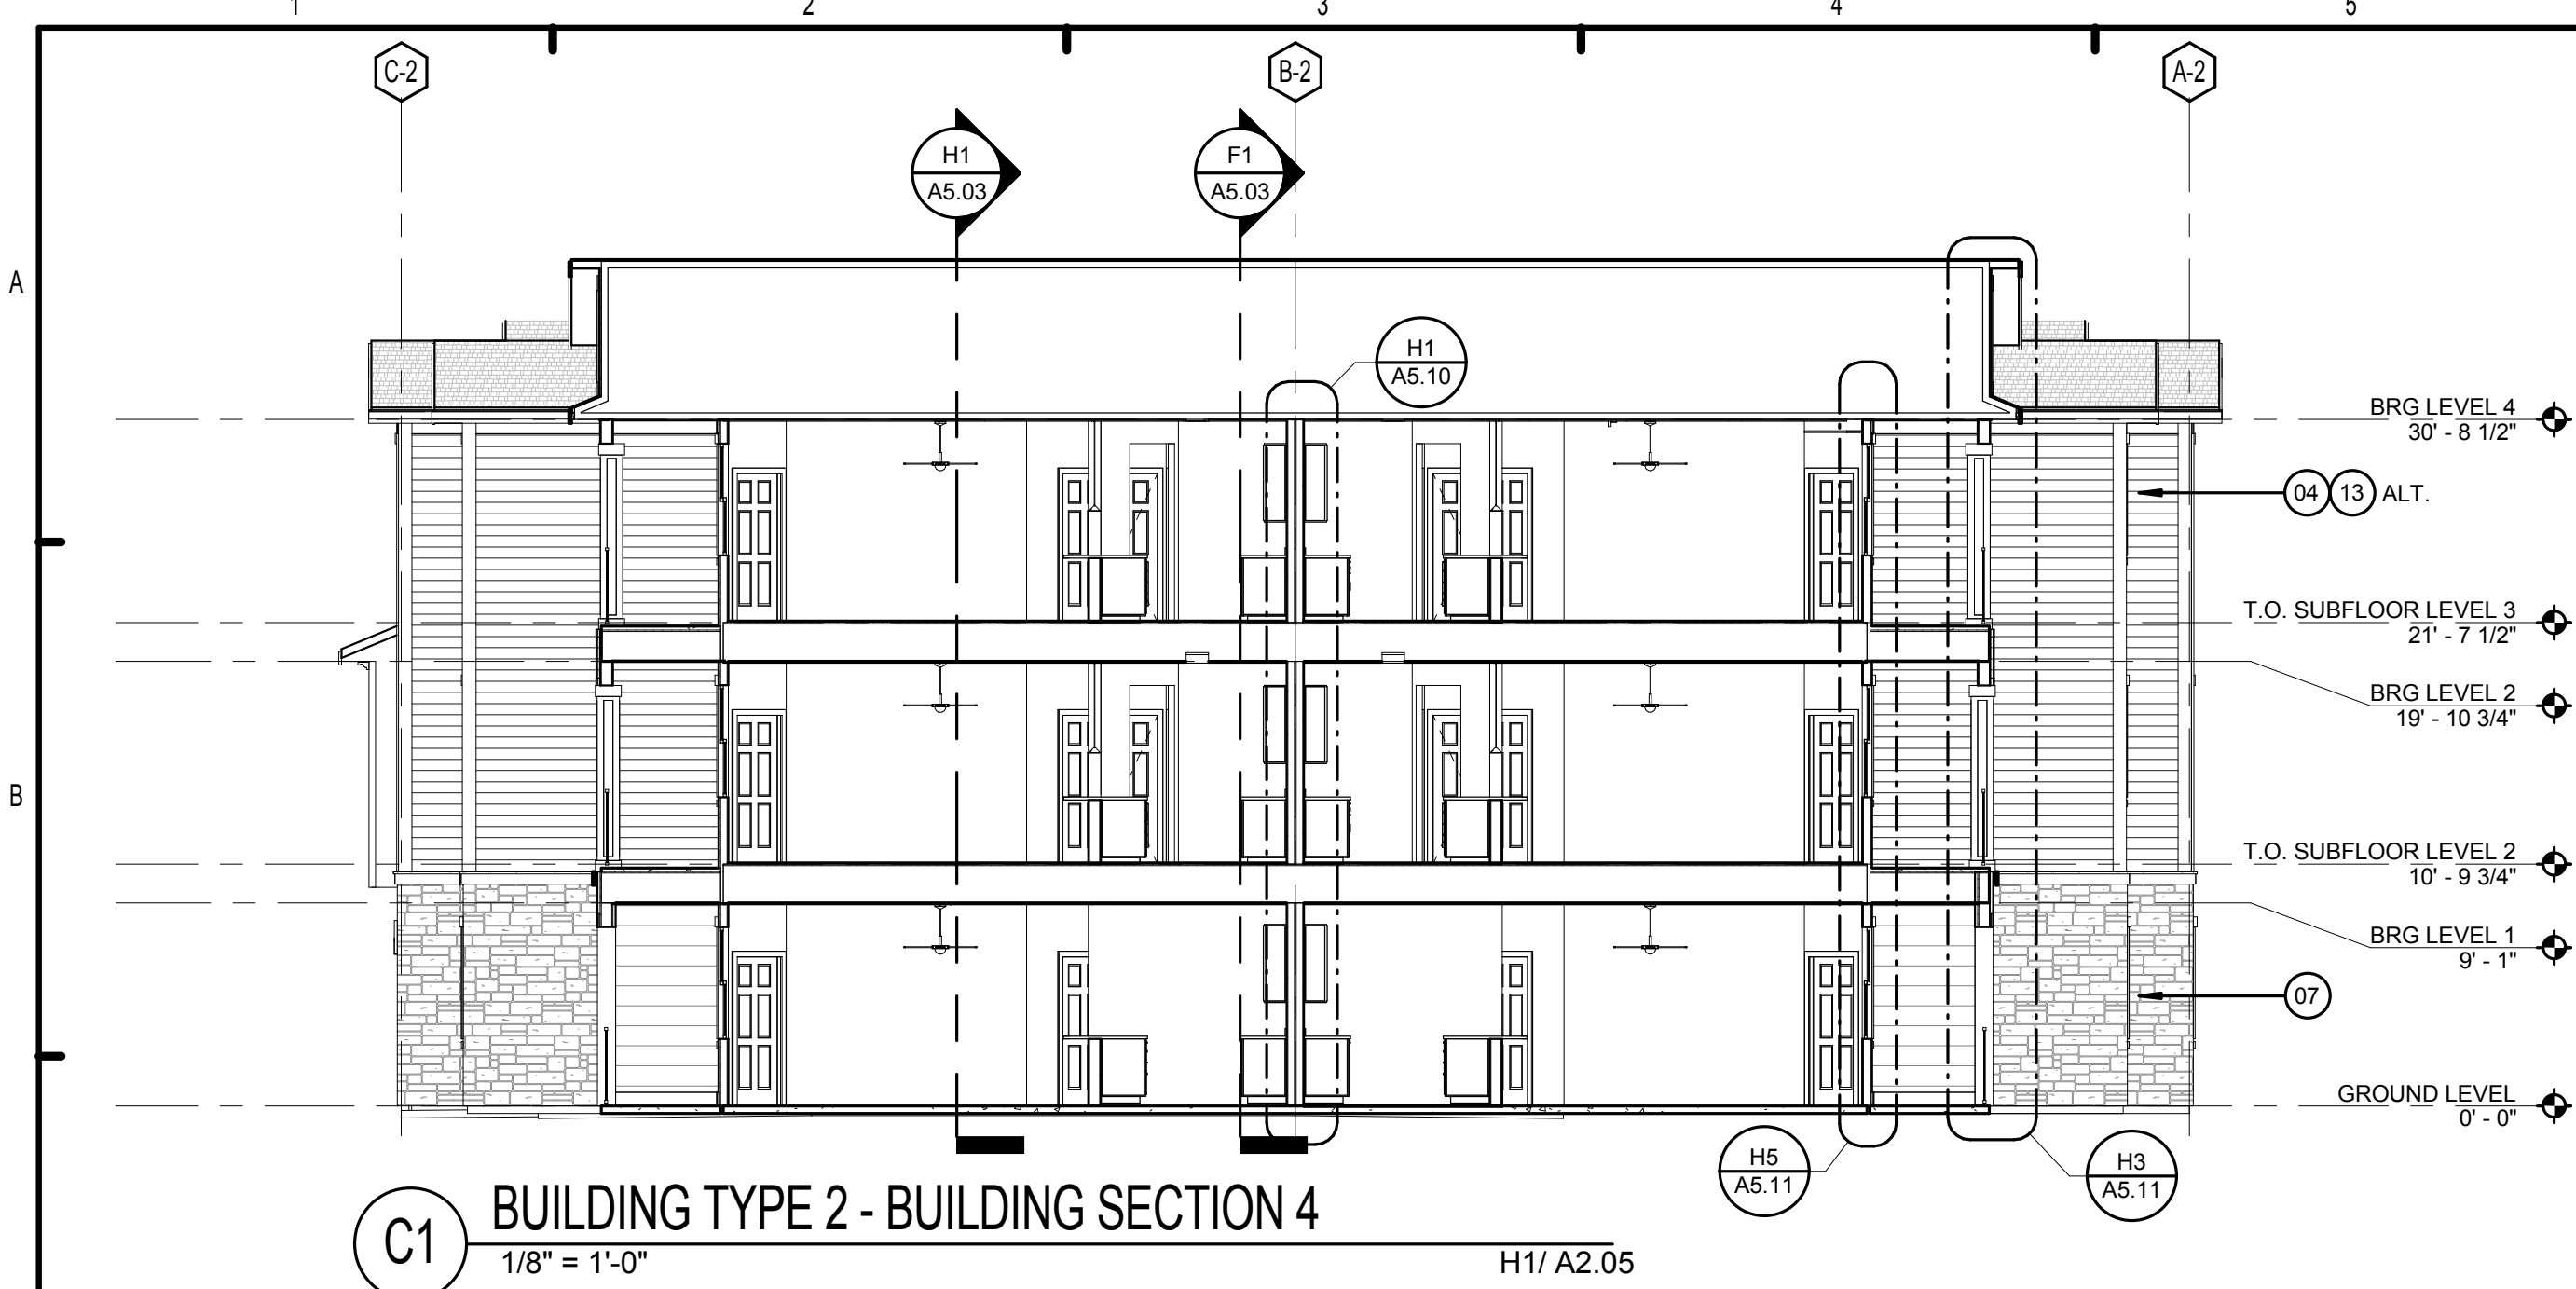 1 2 3 4 5
C-2 B-2 A-2
H1
A5.03
F1
A5.03
A
H1
A5.10
BRG LEVEL 4
30' - 8 1/2"
04 13 ALT.
T.O. SUBFLOOR LEVEL 3
21' - 7 1/2"
BRG LEVEL 2
19' - 10 3/4"
B
T.O. SUBFLOOR LEVEL 2
10' - 9 3/4"
BRG LEVEL 1
9' - 1"
07
GROUND LEVEL
0' - 0"
H5
A5.11
H3
A5.11
C1
BUILDING TYPE 2 - BUILDING SECTION 4
1/8" = 1'-0"
H1/ A2.05